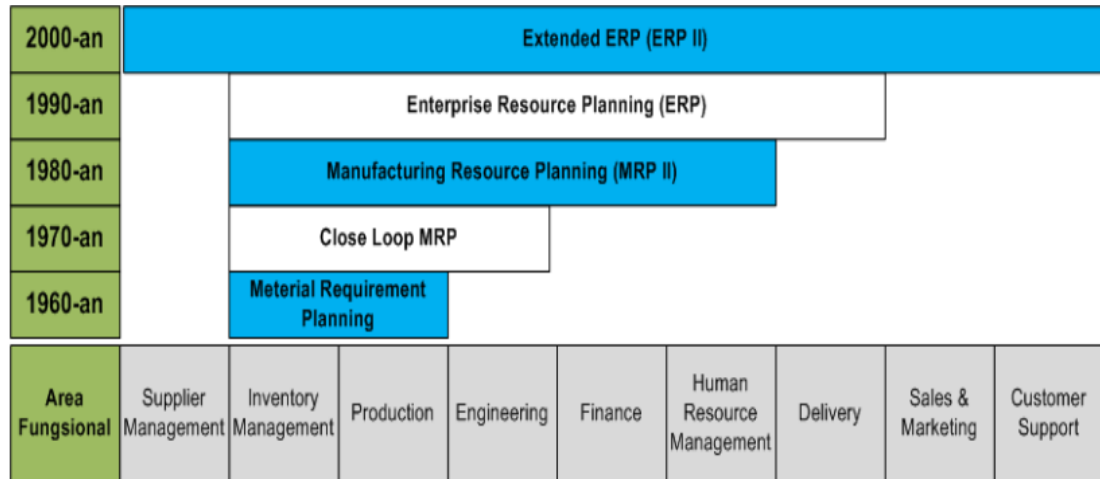 2000-an
Extended ERP (ERP II)
1990-an
Enterprise Resource Planning (ERP)
1980-an
Manufacturing Resource Planning (MRP II)
1970-an
Close Loop MRP
1960-an
Meterial Requirement
Planning
Area
Fungsional
Supplier
Management
Inventory
Management
Production
Engineering
Finance
Human
Resource
Management
Delivery
Sales &
Marketing
Customer
Support